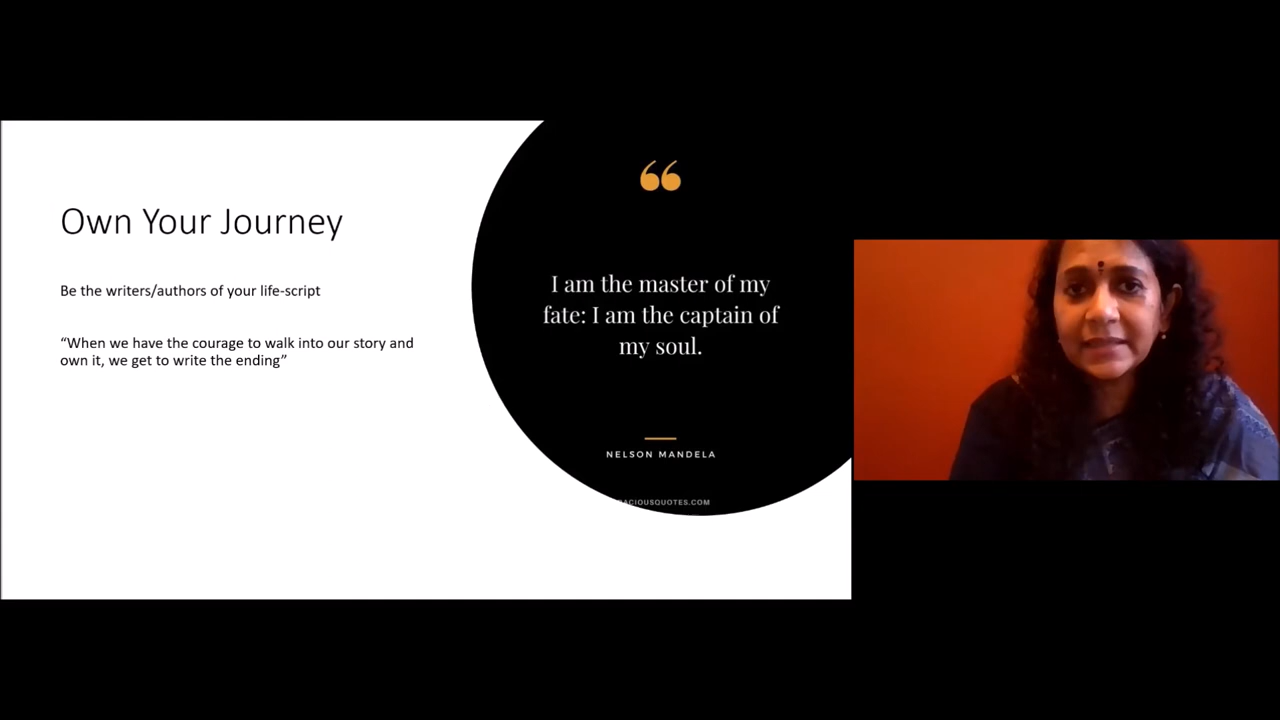 Own Your Journey
Be the writers/authors of your life-script
“When we have the courage to walk into our story and
own it, we get to write the ending”
“
I am the master of my
fate: I am the captain of
my soul.
NELSON MANDELA
ACIOUSQUOTES.COM